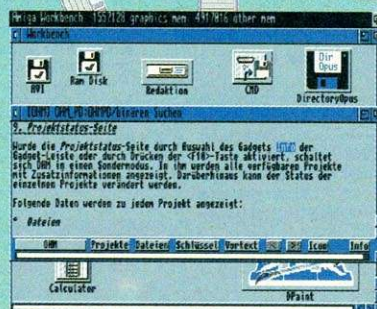 Amiga Workbench 1552128 graphics mem 4917816 other mem
Workbench
AVI
Ram Disk
Redaktion
CMD
Dir Opus
DirectoryOpus
9. Projektstatus-Seite
Wurde die Projektstatus-Seite durch Auswahl des Gadgets der
Gadget-Leiste oder durch Drücken der <F10>-Taste aktiviert, schaltet
sich OHM in einen Sondermodus. In ihm werden alle verfügbaren Projekte
mit Zusatzinformationen angezeigt. Darüberhinaus kann der Status der
einzelnen Projekte verändert werden.
Folgende Daten werden zu jedem Projekt angezeigt:
* Dateien
OHM Projekte Dateien Schlüssel Vortext Icon Info
Calculator
DPaint